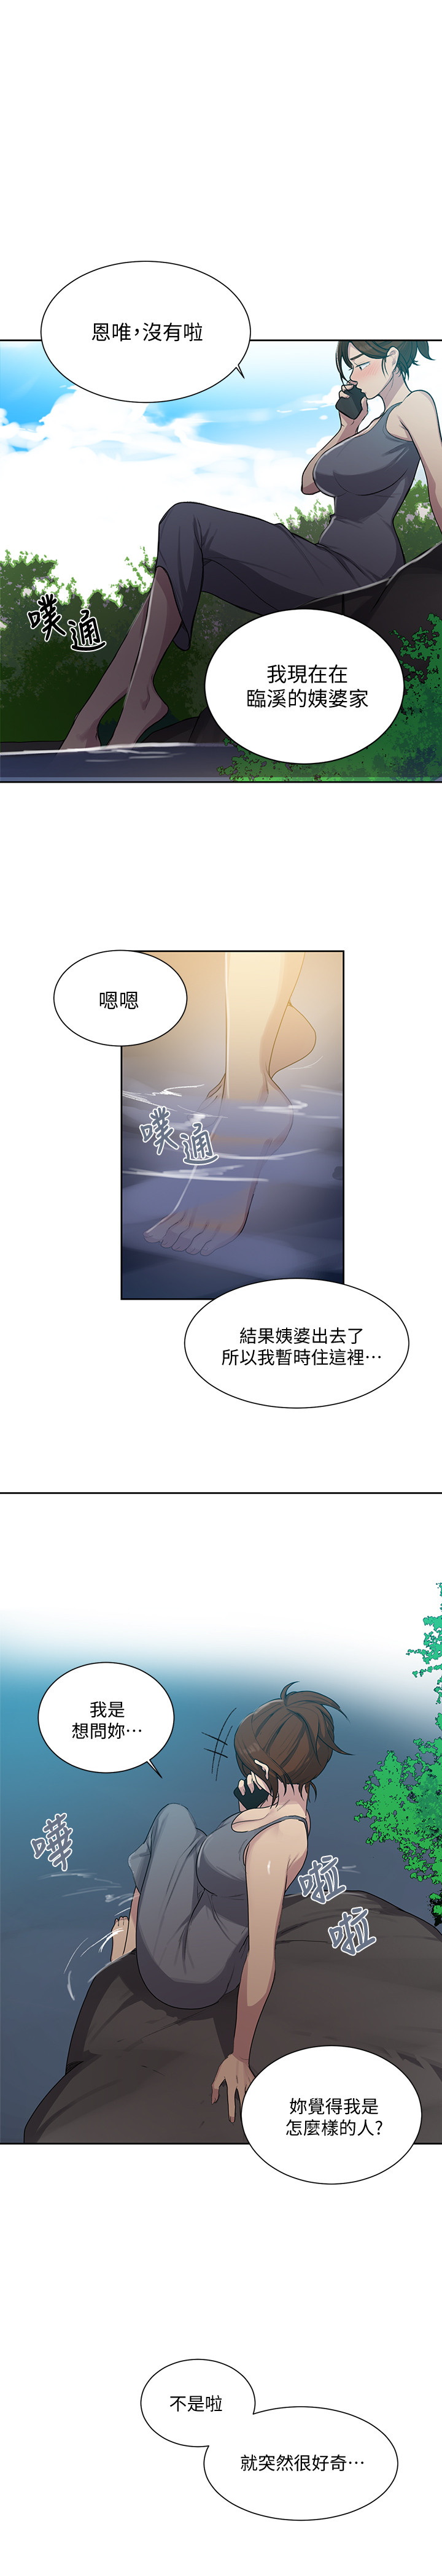 恩唯,沒有啦
噗通
我現在在
臨溪的姨婆家
嗯嗯
噗通
結果姨婆出去了
所以我暫時住這裡…
我是
想問妳…
嘩
啦
啦
妳覺得我是
怎麼樣的人?
不是啦
就突然很好奇…